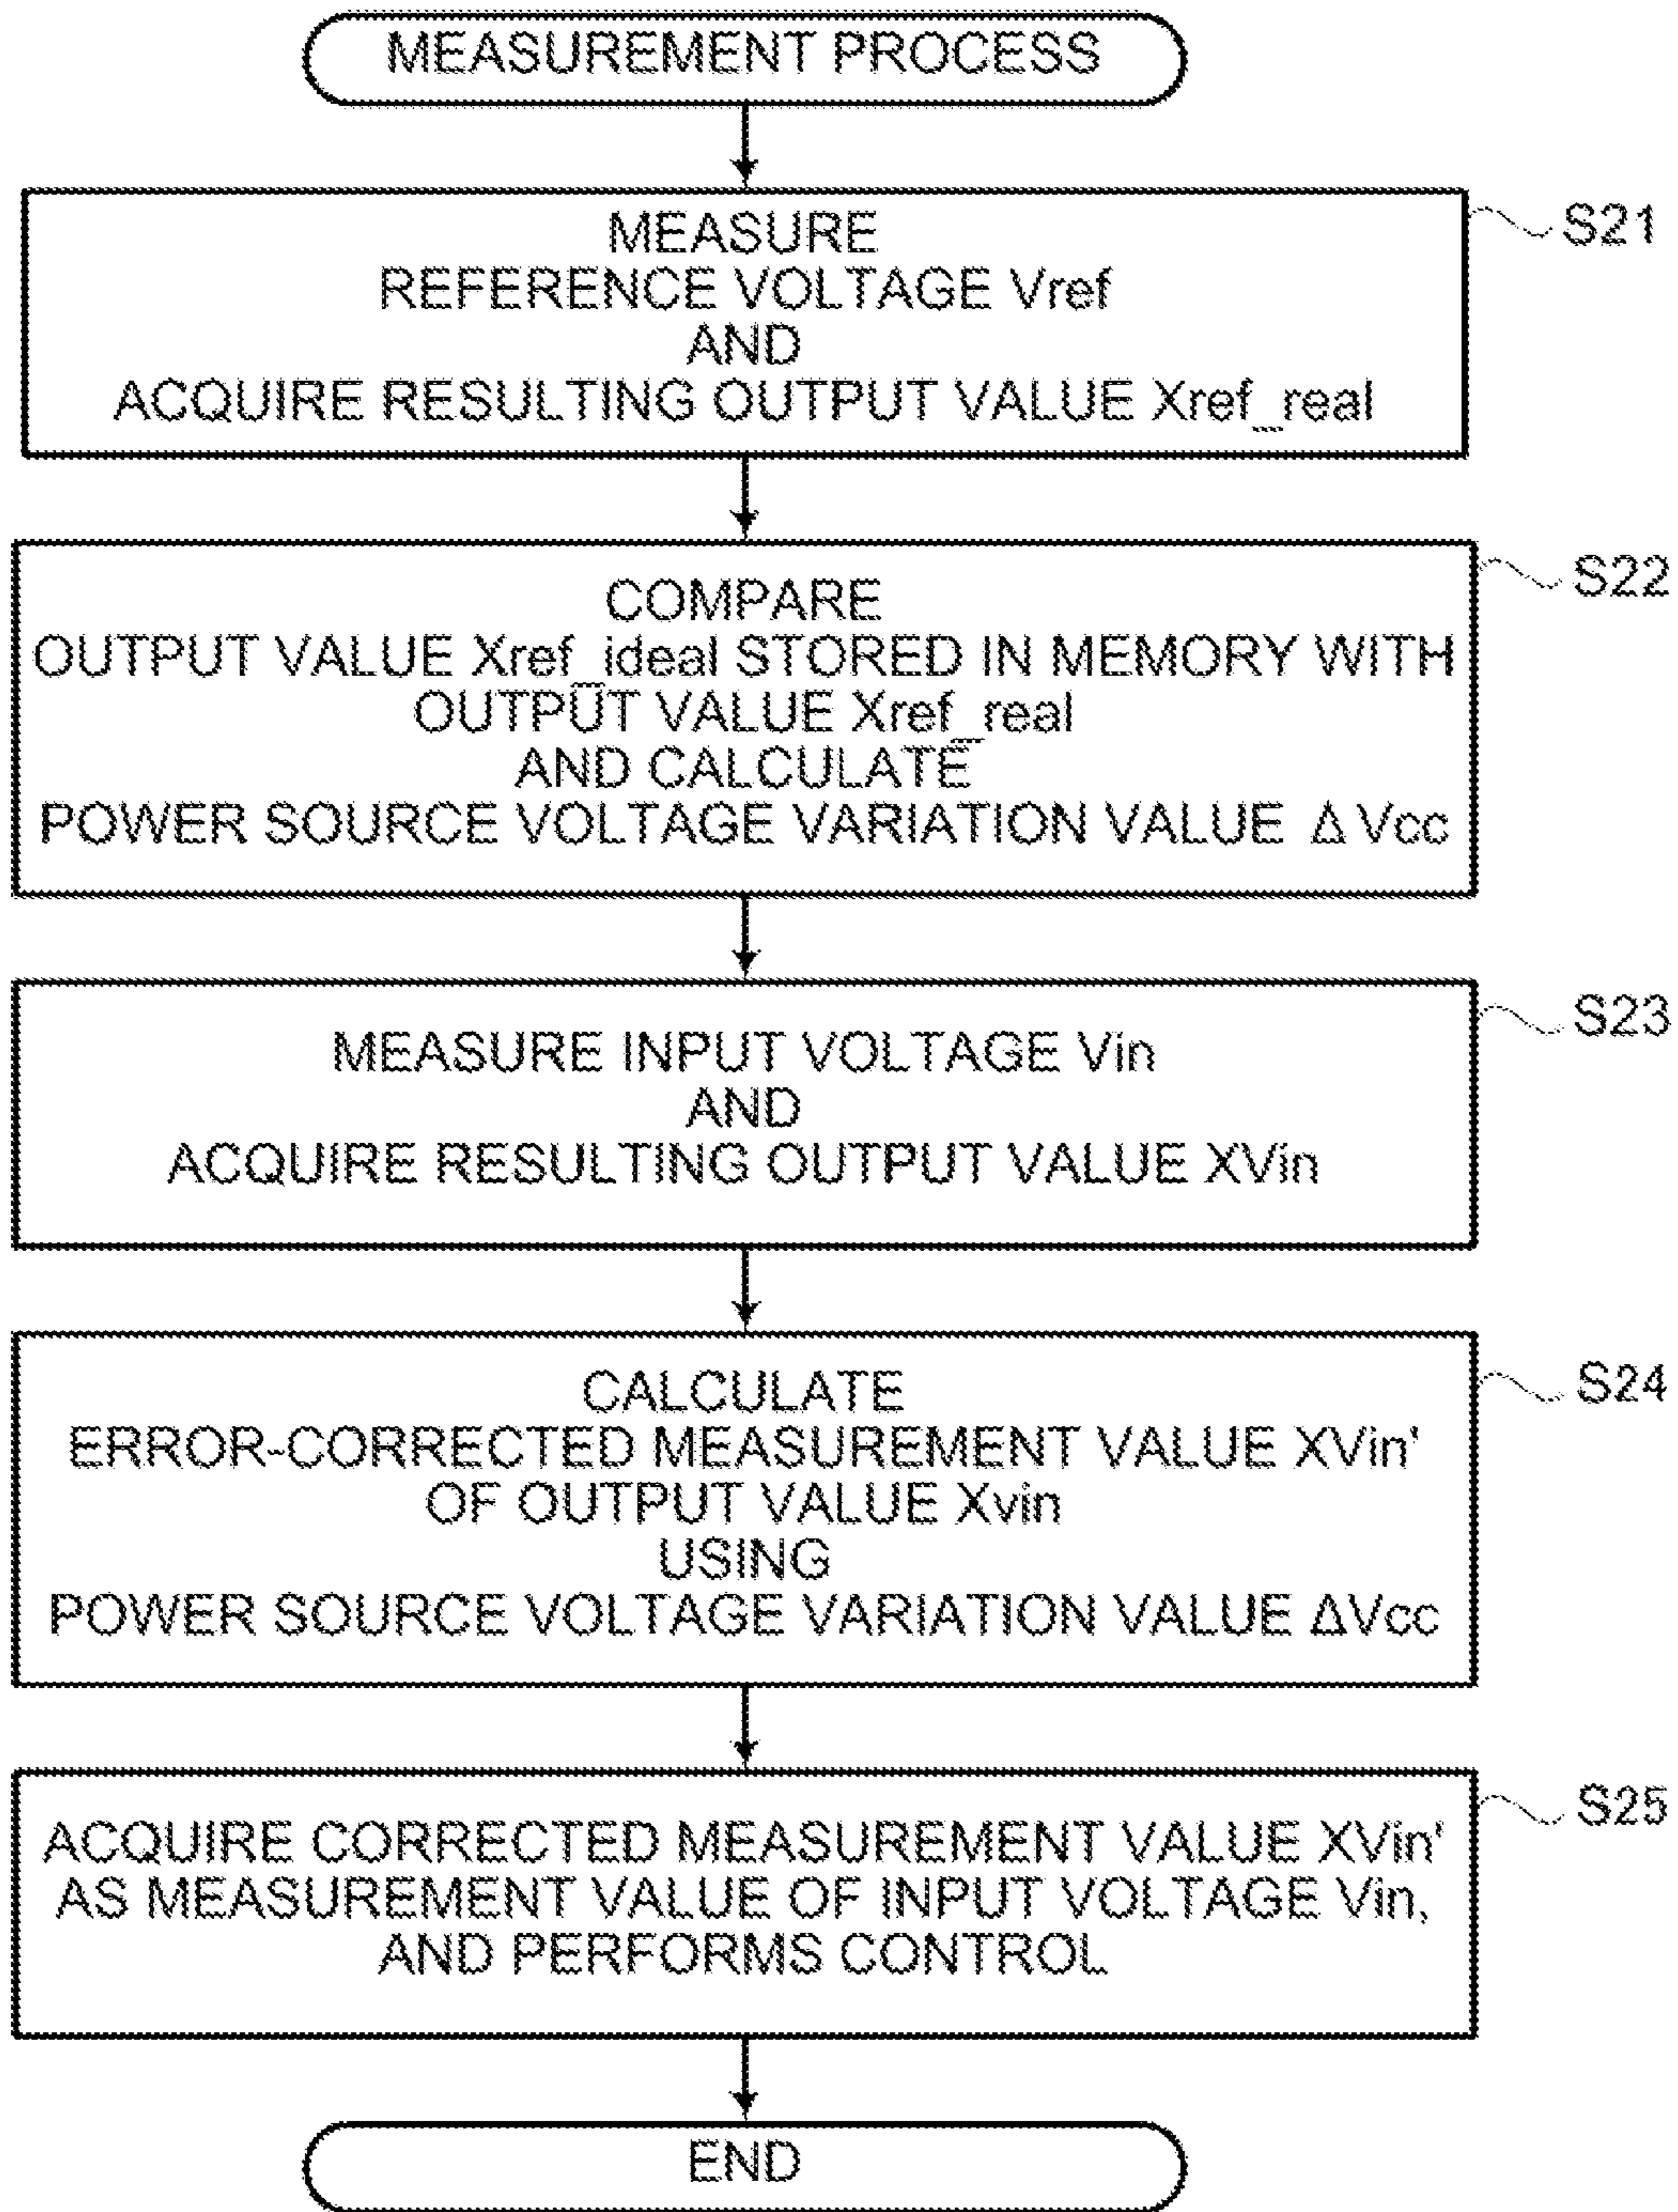 MEASUREMENT PROCESS
MEASURE
REFERENCE VOLTAGE Vref
AND
ACQUIRE RESULTING OUTPUT VALUE Xref_real
S21
COMPARE
OUTPUT VALUE Xref_ideal STORED IN MEMORY WITH
OUTPUT VALUE Xref_real
AND CALCULATE
POWER SOURCE VOLTAGE VARIATION VALUE Δ Vcc
S22
MEASURE INPUT VOLTAGE Vin
AND
ACQUIRE RESULTING OUTPUT VALUE XVin
S23
CALCULATE
ERROR-CORRECTED MEASUREMENT VALUE XVin'
OF OUTPUT VALUE Xvin
USING
POWER SOURCE VOLTAGE VARIATION VALUE ΔVcc
S24
ACQUIRE CORRECTED MEASUREMENT VALUE XVin'
AS MEASUREMENT VALUE OF INPUT VOLTAGE Vin,
AND PERFORMS CONTROL
S25
END